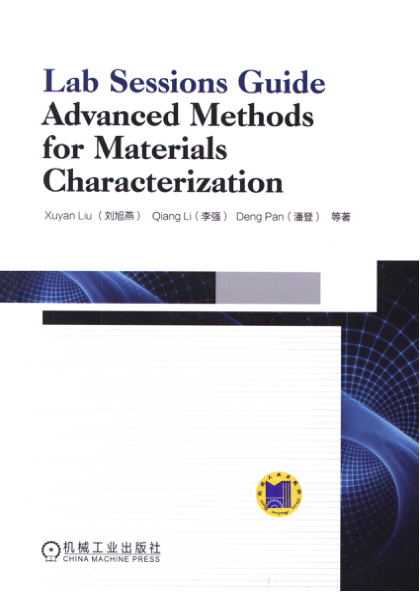 Lab Sessions Guide
Advanced Methods
for Materials
Characterization
Xuyan Liu（刘旭燕） Qiang Li（李强） Deng Pan（潘登） 等著
机械工业出版社
CHINA MACHINE PRESS